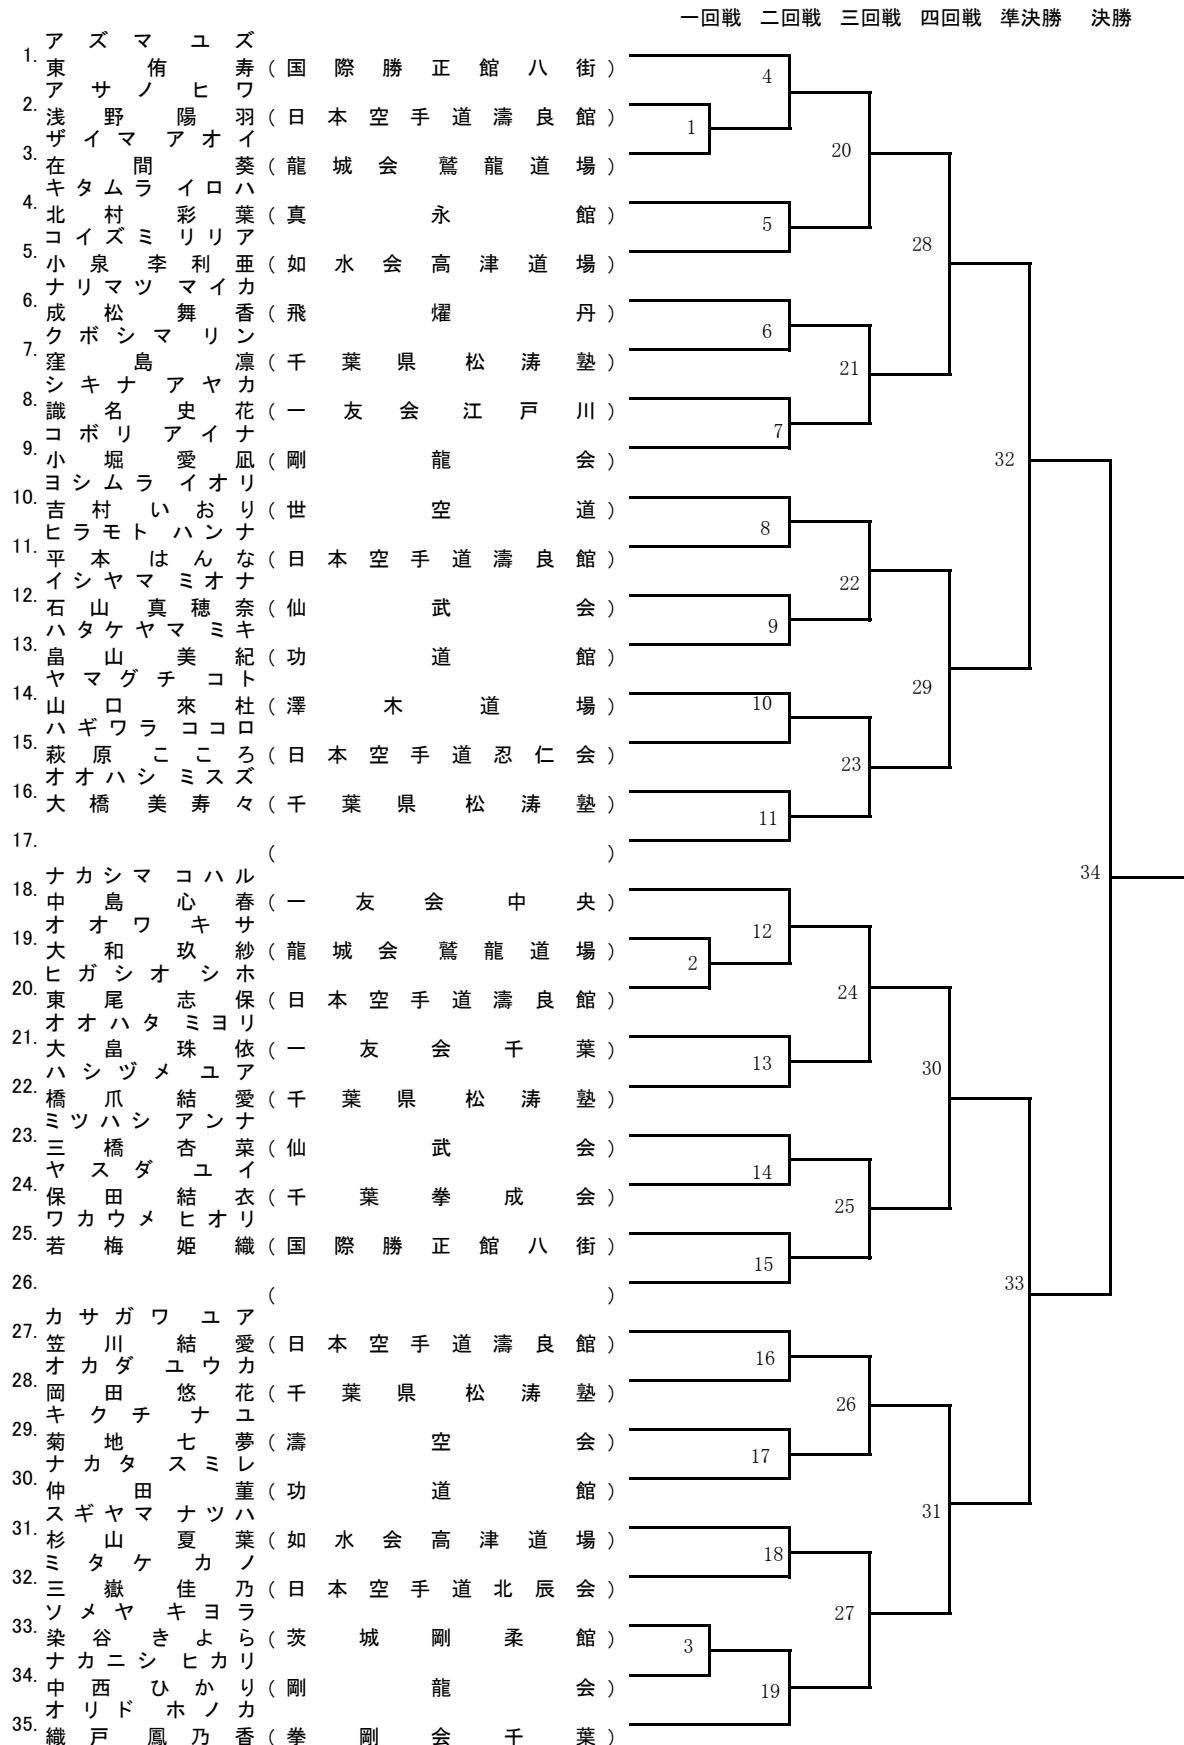 一回戦 二回戦 三回戦 四回戦 準決勝 決勝
アズマ ユズ
1. 東 侑寿 (国際勝正館八街)
アサノ ヒワ
2. 浅野 陽羽 (日本空手道濤良館)
ザイマ アオイ
3. 在間 葵 (龍城会 鷲龍道場)
キタムラ イロハ
4. 北村 彩葉 (真永館)
コイズミ リリア
5. 小泉 李利亜 (如水会高津道場)
ナリマツ マイカ
6. 成松 舞香 (飛燿丹)
クボシマ リン
7. 窪島 凛 (千葉県 松涛塾)
シキナ アヤカ
8. 識名 史花 (一友会江戸川)
コボリ アイナ
9. 小堀 愛凪 (剛龍会)
ヨシムラ イオリ
10. 吉村 いおり (世空道)
ヒラモト ハンナ
11. 平本 はんな (日本空手道濤良館)
イシヤマ ミオナ
12. 石山 真穂奈 (仙武会)
ハタケヤマ ミキ
13. 畠山 美紀 (功道館)
ヤマグチ コト
14. 山口 來杜 (澤木道場)
ハギワラ ココロ
15. 萩原 こころ (日本空手道忍仁会)
オオハシ ミスズ
16. 大橋 美寿々 (千葉県 松涛塾)
17. ( )
ナカシマ コハル
18. 中島 心春 (一友会中央)
オオワ キサ
19. 大和 玖紗 (龍城会 鷲龍道場)
ヒガシオ シホ
20. 東尾 志保 (日本空手道濤良館)
オオハタ ミヨリ
21. 大畠 珠依 (一友会千葉)
ハシヅメ ユア
22. 橋爪 結愛 (千葉県 松涛塾)
ミツハシ アンナ
23. 三橋 杏菜 (仙武会)
ヤスダ ユイ
24. 保田 結衣 (千葉拳成会)
ワカウメ ヒオリ
25. 若梅 姫織 (国際勝正館八街)
26. ( )
カサガワ ユア
27. 笠川 結愛 (日本空手道濤良館)
オカダ ユウカ
28. 岡田 悠花 (千葉県 松涛塾)
キクチ ナユ
29. 菊地 七夢 (濤空会)
ナカタ スミレ
30. 仲田 菫 (功道館)
スギヤマ ナツハ
31. 杉山 夏葉 (如水会高津道場)
ミタケ カノ
32. 三嶽 佳乃 (日本空手道北辰会)
ソメヤ キヨラ
33. 染谷 きよら (茨城剛柔館)
ナカニシ ヒカリ
34. 中西 ひかり (剛龍会)
オリド ホノカ
35. 織戸 鳳乃香 (拳剛会千葉)
1
2
3
4
5
6
7
8
9
10
11
12
13
14
15
16
17
18
19
20
21
22
23
24
25
26
27
28
29
30
31
32
33
34